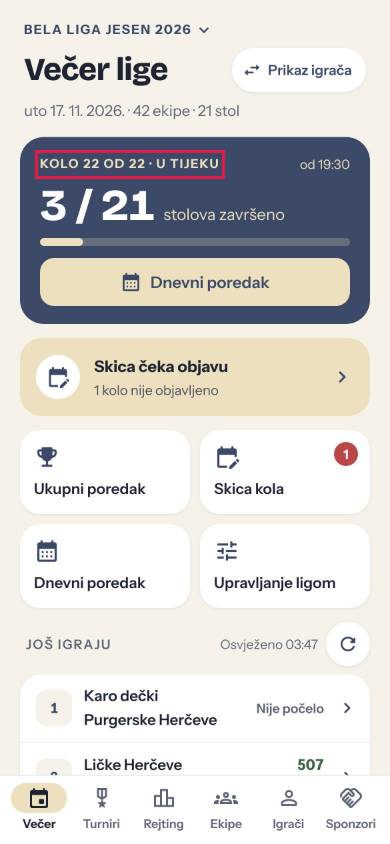 BELA LIGA JESEN 2026
Večer lige
Prikaz igrača
uto 17. 11. 2026. · 42 ekipe · 21 stol
KOLO 22 OD 22 · U TIJEKU
od 19:30
3 / 21 stolova završeno
Dnevni poredak
Skica čeka objavu
1 kolo nije objavljeno
Ukupni poredak
1
Skica kola
Dnevni poredak
Upravljanje ligom
JOŠ IGRAJU
Osvježeno 03:47
1
Karo dečki
Purgerske Herčeve
Nije počelo
Ličke Herčeve
507
Večer
Turniri
Rejting
Ekipe
Igrači
Sponzori